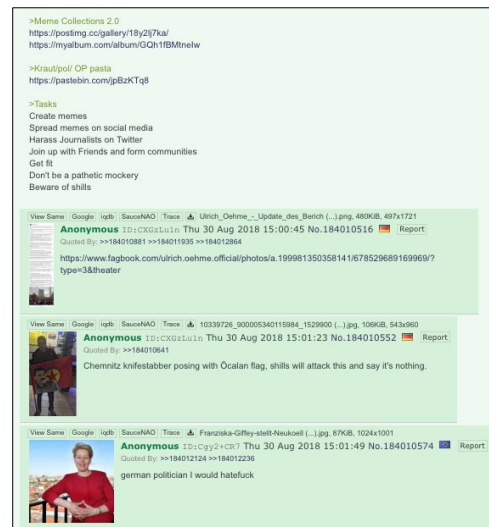 >Meme Collections 2.0
https://postimg.cc/gallery/18y2lj7ka/
https://myalbum.com/album/GQh1fBMtneIw
>Kraut/pol/ OP pasta
https://pastebin.com/jpBzKTq8
>Tasks
Create memes
Spread memes on social media
Harass Journalists on Twitter
Join up with Friends and form communities
Get fit
Don't be a pathetic mockery
Beware of shills
View Same Google iqdb SauceNAO Trace Ulrich_Oehme_-_Update_des_Berich (...).png, 480KiB, 497x1721
Anonymous ID:CXGzLu1n Thu 30 Aug 2018 15:00:45 No.184010516 Report
Quoted By: >>184010881 >>184011935 >>184012864
https://www.fagbook.com/ulrich.oehme.official/photos/a.199981350358141/678529689169969/?
type=3&theater
View Same Google iqdb SauceNAO Trace 10339726_900005340115984_1529900 (...).jpg, 106KiB, 543x960
Anonymous ID:CXGzLu1n Thu 30 Aug 2018 15:01:23 No.184010552 Report
Quoted By: >>184010641
Chemnitz knifestabber posing with Öcalan flag, shills will attack this and say it's nothing.
View Same Google iqdb SauceNAO Trace Franziska-Giffey-stellt-Neukoell (...).jpg, 87KiB, 1024x1001
Anonymous ID:Cgy2+CR7 Thu 30 Aug 2018 15:01:49 No.184010574 Report
Quoted By: >>184012124 >>184012236
german politician I would hatefuck